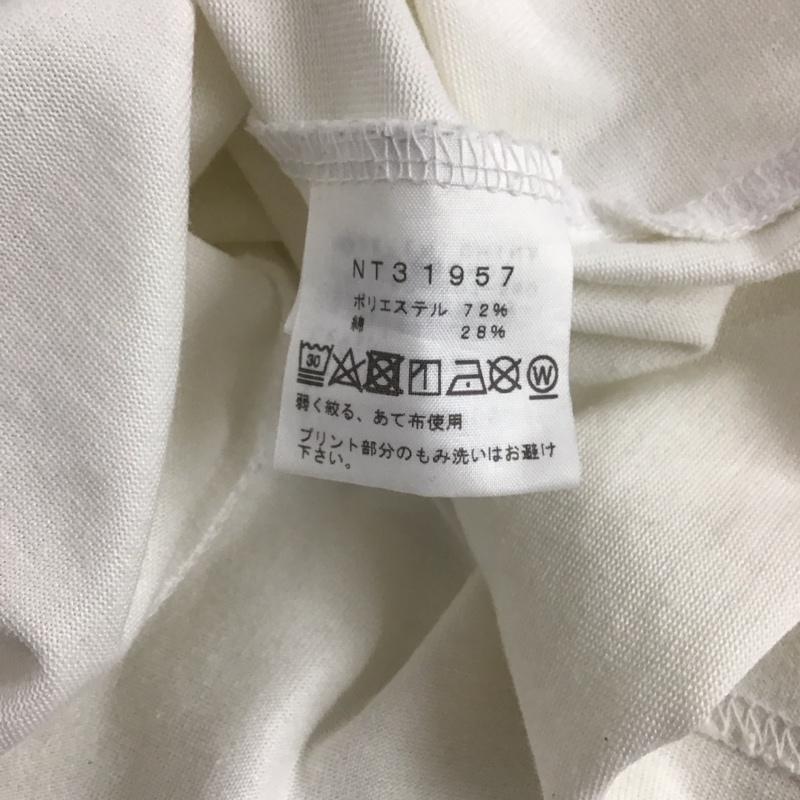 NT31957
ポリエステル 72%
綿 28%
30 W
弱く絞る、あて布使用
プリント部分のもみ洗いはお避け
下さい。